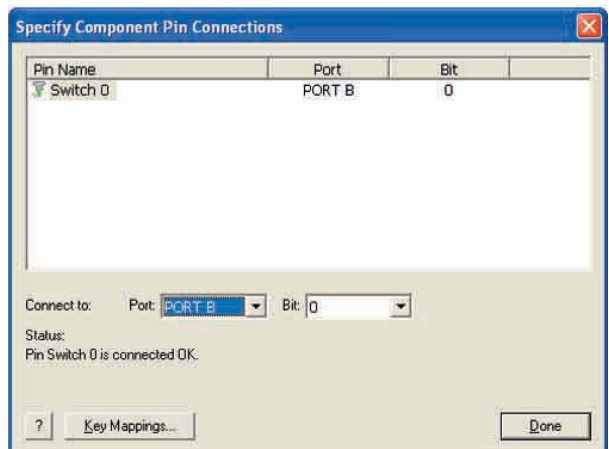 Specify Component Pin Connections
Pin Name Port Bit
Switch 0 PORT B 0
Connect to: Port: PORT B Bit: 0
Status:
Pin Switch 0 is connected OK.
? Key Mappings... Done